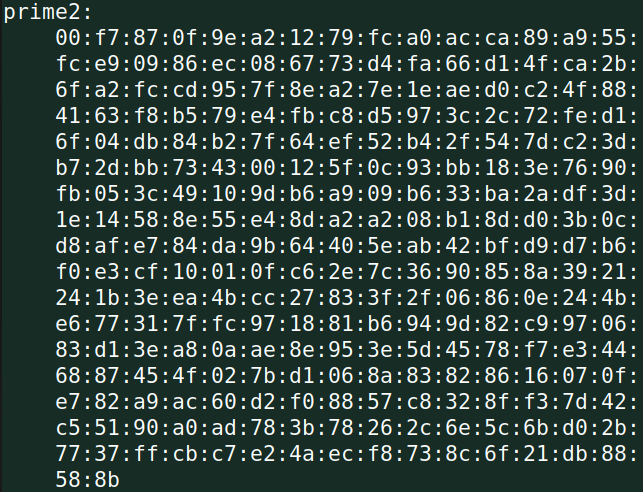 prime2:
00:f7:87:0f:9e:a2:12:79:fc:a0:ac:ca:89:a9:55:
fc:e9:09:86:ec:08:67:73:d4:fa:66:d1:4f:ca:2b:
6f:a2:fc:cd:95:7f:8e:a2:7e:1e:ae:d0:c2:4f:88:
41:63:f8:b5:79:e4:fb:c8:d5:97:3c:2c:72:fe:d1:
6f:04:db:84:b2:7f:64:ef:52:b4:2f:54:7d:c2:3d:
b7:2d:bb:73:43:00:12:5f:0c:93:bb:18:3e:76:90:
fb:05:3c:49:10:9d:b6:a9:09:b6:33:ba:2a:df:3d:
1e:14:58:8e:55:e4:8d:a2:a2:08:b1:8d:d0:3b:0c:
d8:af:e7:84:da:9b:64:40:5e:ab:42:bf:d9:d7:b6:
f0:e3:cf:10:01:0f:c6:2e:7c:36:90:85:8a:39:21:
24:1b:3e:ea:4b:cc:27:83:3f:2f:06:86:0e:24:4b:
e6:77:31:7f:fc:97:18:81:b6:94:9d:82:c9:97:06:
83:d1:3e:a8:0a:ae:8e:95:3e:5d:45:78:f7:e3:44:
68:87:45:4f:02:7b:d1:06:8a:83:82:86:16:07:0f:
e7:82:a9:ac:60:d2:f0:88:57:c8:32:8f:f3:7d:42:
c5:51:90:a0:ad:78:3b:78:26:2c:6e:5c:6b:d0:2b:
77:37:ff:cb:c7:e2:4a:ec:f8:73:8c:6f:21:db:88:
58:8b